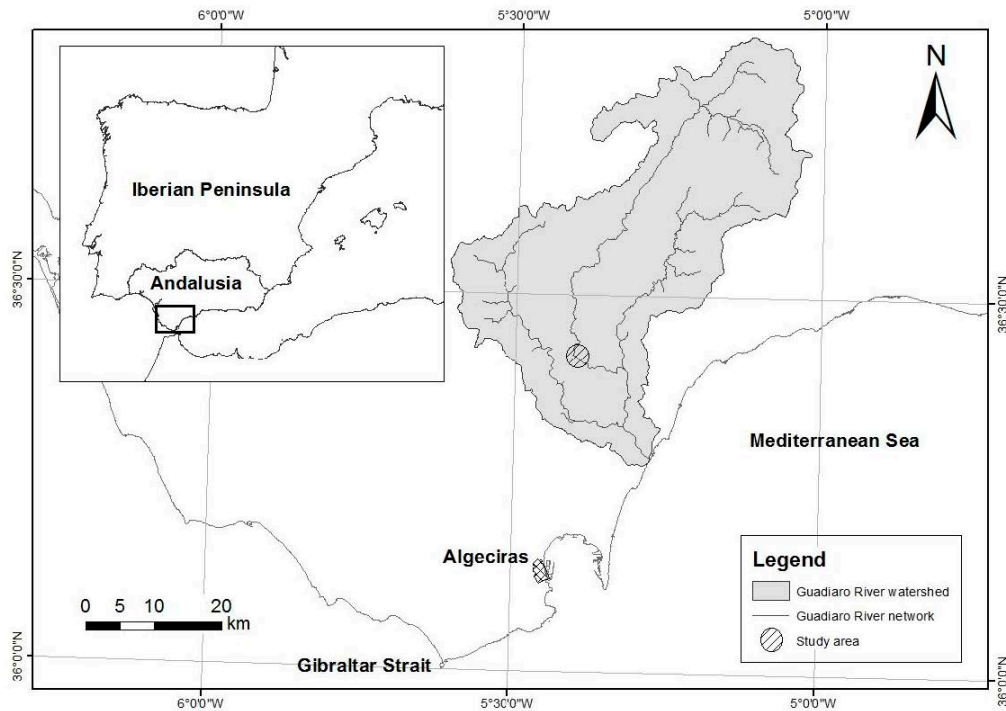 6°0'0"W
5°30'0"W
5°0'0"W
N
Iberian Peninsula
Andalusia
36°30'0"N
36°30'0"N
Mediterranean Sea
Algeciras
Legend
Guadiaro River watershed
Guadiaro River network
Study area
0 5 10 20
km
Gibraltar Strait
36°0'0"N
36°0'0"N
6°0'0"W
5°30'0"W
5°0'0"W